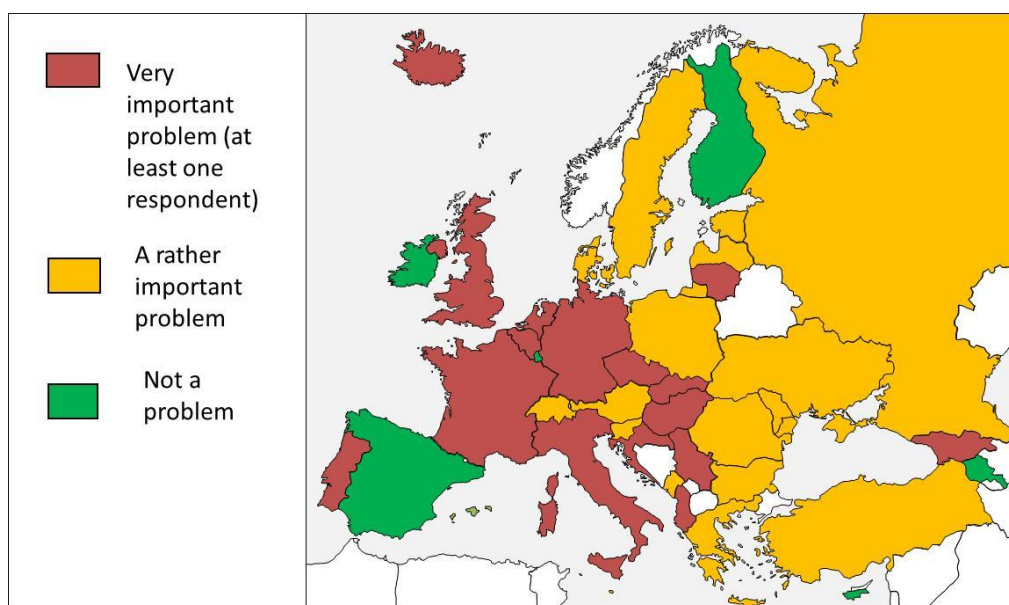 Very
important
problem (at
least one
respondent)
A rather
important
problem
Not a
problem